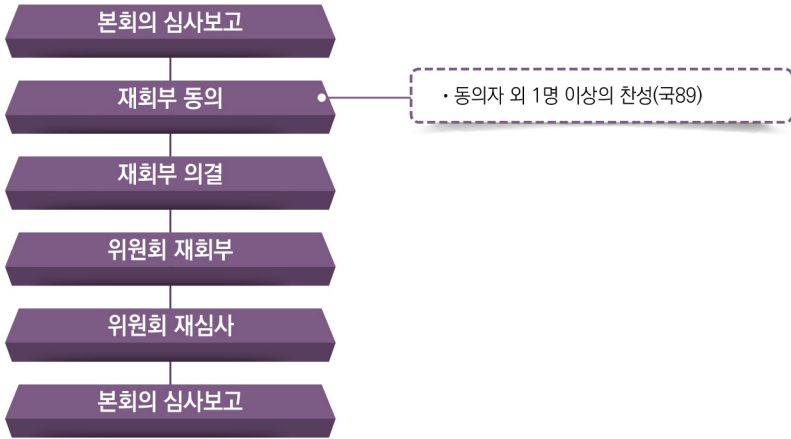 본회의 심사보고
재회부 동의
· 동의자 외 1명 이상의 찬성(국89)
재회부 의결
위원회 재회부
위원회 재심사
본회의 심사보고